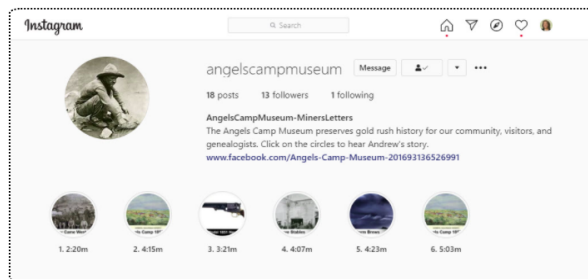 Instagram
Search
angelscampmuseum Message
18 posts 13 followers 1 following
AngelsCampMuseum-MinersLetters
The Angels Camp Museum preserves gold rush history for our community, visitors, and
genealogists. Click on the circles to hear Andrew's story.
www.facebook.com/Angels-Camp-Museum-201693136526991
1. 2:20m 2. 4:15m 3. 3:21m 4. 4:07m 5. 4:23m 6. 5:03m